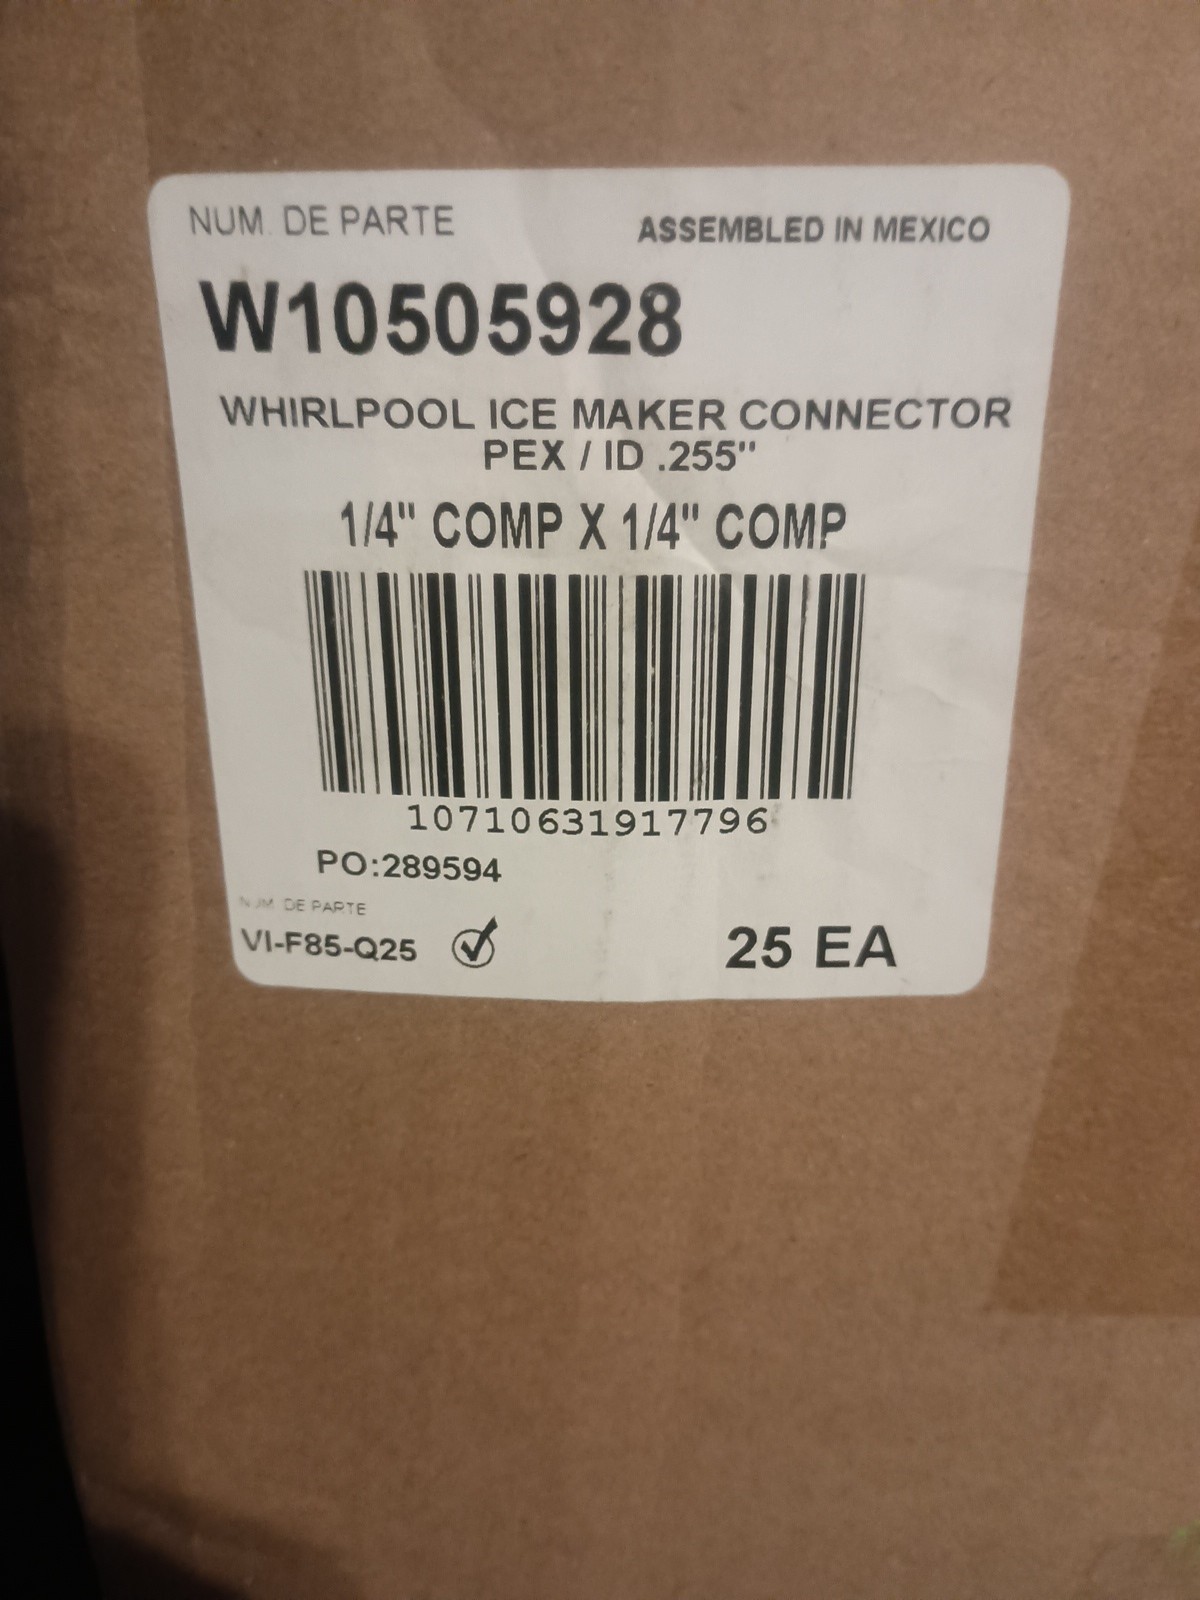 NUM. DE PARTE
ASSEMBLED IN MEXICO
W10505928
WHIRLPOOL ICE MAKER CONNECTOR
PEX / ID .255"
1/4" COMP X 1/4" COMP
10710631917796
PO:289594
NUM. DE PARTE
VI-F85-Q25
25 EA